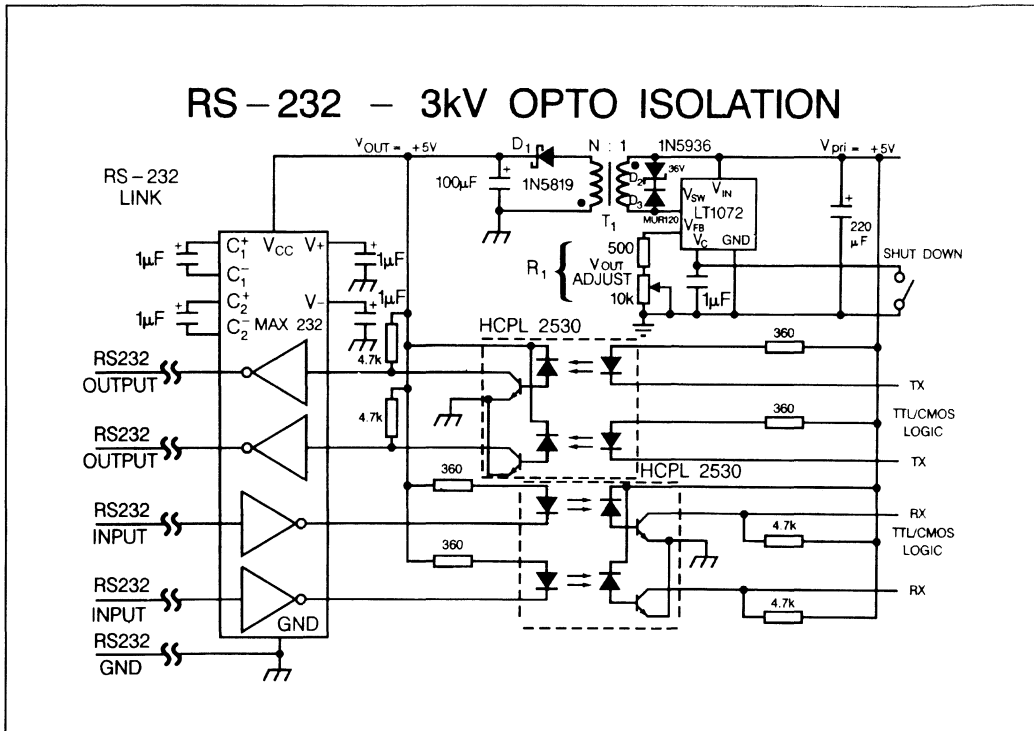 RS-232 - 3kV OPTO ISOLATION
RS-232
LINK
VOUT = +5V
D1
1N5819
100µF
N : 1
T1
1N5936
36V
D2
D3
MUR120
VSW
VIN
LT1072
VFB
VC
GND
Vpri = +5V
220
µF
SHUT DOWN
R1 {
500
VOUT
ADJUST
10k
1µF
1µF
C1+
C1-
VCC
V+
1µF
1µF
C2+
C2-
V-
1µF
MAX 232
4.7k
4.7k
HCPL 2530
360
TX
TTL/CMOS
LOGIC
360
TX
RS232
OUTPUT
RS232
OUTPUT
HCPL 2530
360
360
RS232
INPUT
RS232
INPUT
GND
RS232
GND
RX
4.7k
TTL/CMOS
LOGIC
RX
4.7k